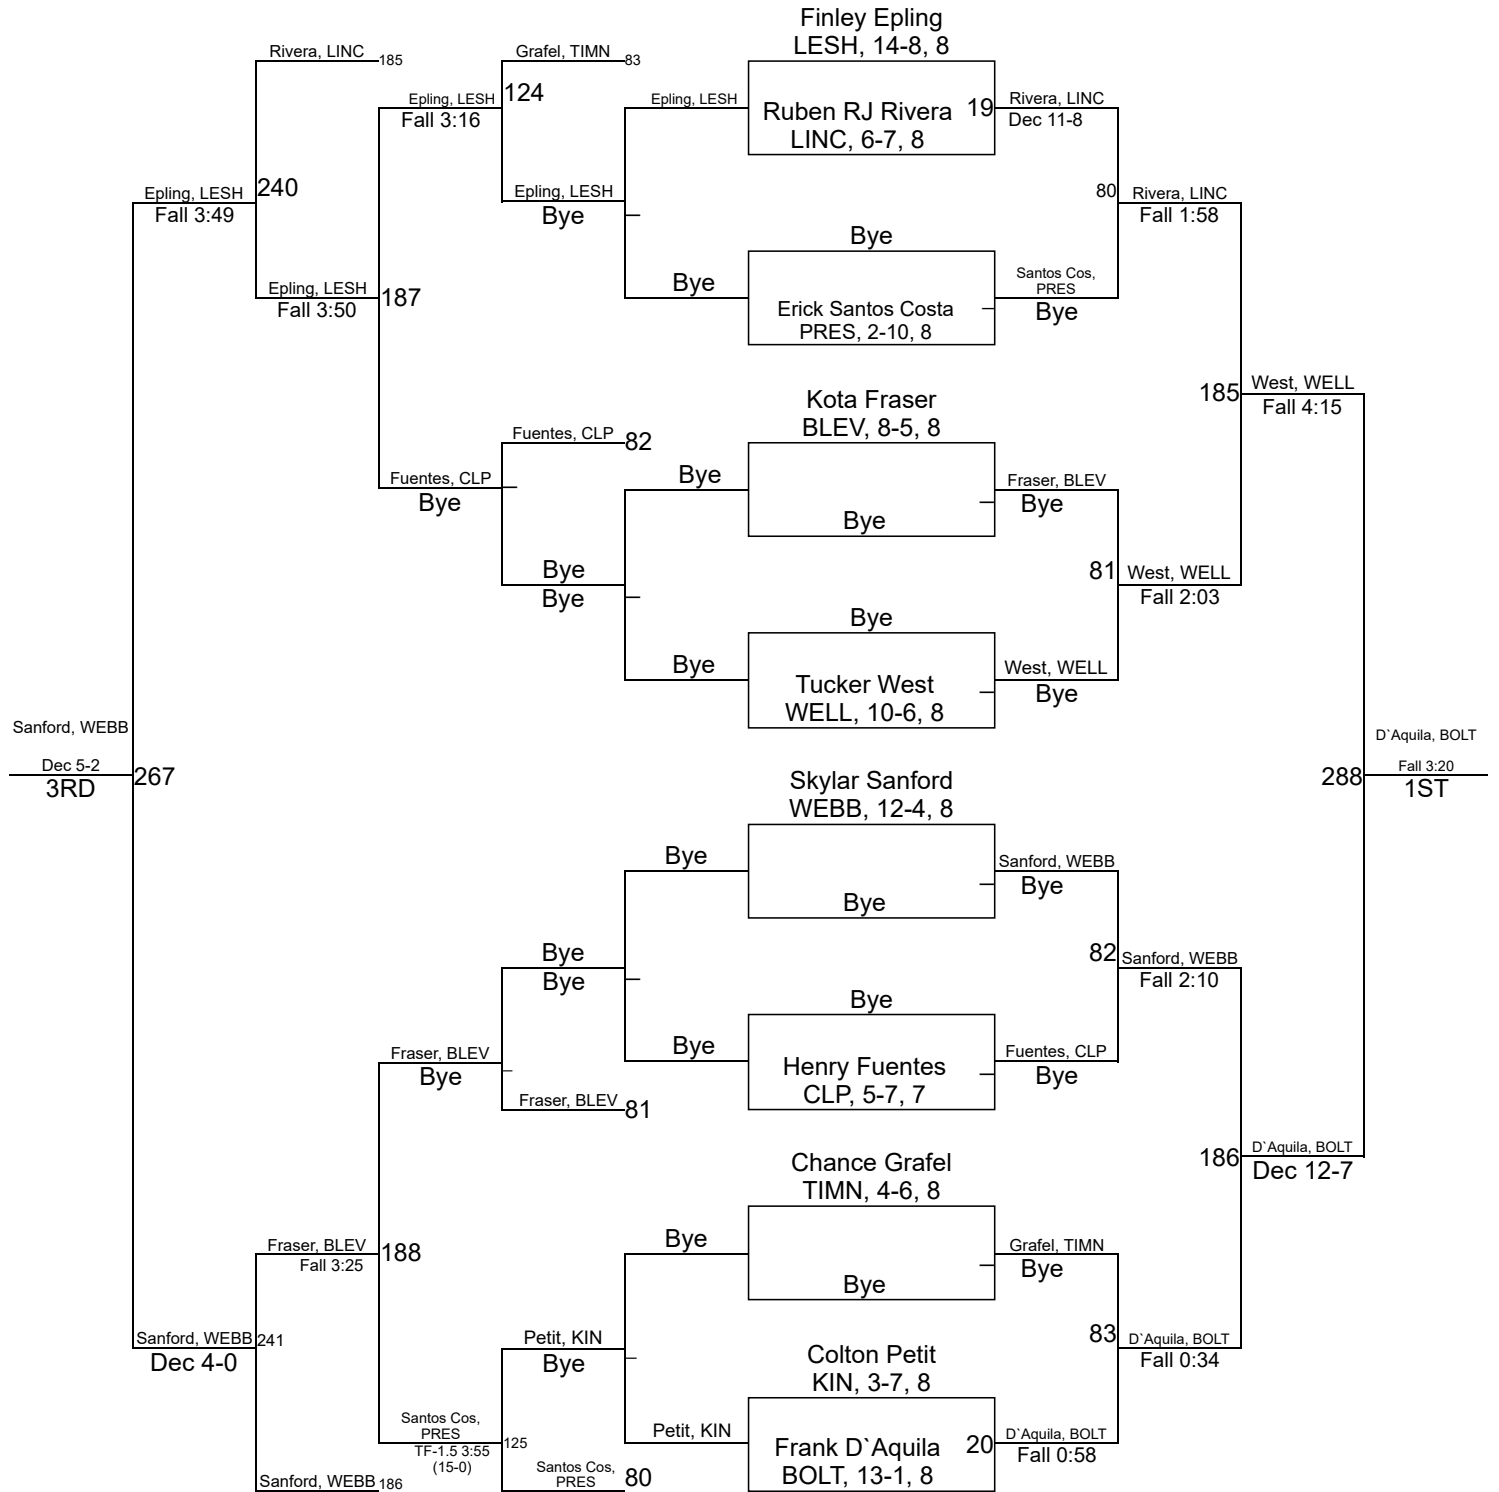 Finley Epling
LESH, 14-8, 8
Rivera, LINC
185
Grafel, TIMN
83
Epling, LESH
124
Fall 3:16
Epling, LESH
Ruben RJ Rivera
LINC, 6-7, 8
19
Rivera, LINC
Dec 11-8
Epling, LESH
Fall 3:49
240
Epling, LESH
Bye
80
Rivera, LINC
Fall 1:58
Bye
Epling, LESH
Fall 3:50
187
Bye
Erick Santos Costa
PRES, 2-10, 8
Santos Cos,
PRES
Bye
Kota Fraser
BLEV, 8-5, 8
185
West, WELL
Fall 4:15
Fuentes, CLP
82
Fuentes, CLP
Bye
Bye
Bye
Fraser, BLEV
Bye
Bye
Bye
81
West, WELL
Fall 2:03
Bye
Bye
Tucker West
WELL, 10-6, 8
West, WELL
Bye
Sanford, WEBB
Dec 5-2
3RD
267
D`Aquila, BOLT
288
Fall 3:20
1ST
Skylar Sanford
WEBB, 12-4, 8
Bye
Bye
Sanford, WEBB
Bye
Bye
Bye
82
Sanford, WEBB
Fall 2:10
Bye
Fraser, BLEV
Bye
Bye
Henry Fuentes
CLP, 5-7, 7
Fuentes, CLP
Bye
Fraser, BLEV
81
Chance Grafel
TIMN, 4-6, 8
186
D`Aquila, BOLT
Dec 12-7
Fraser, BLEV
Fall 3:25
188
Bye
Bye
Grafel, TIMN
Bye
Sanford, WEBB
241
Dec 4-0
Petit, KIN
Bye
83
D`Aquila, BOLT
Fall 0:34
Colton Petit
KIN, 3-7, 8
Santos Cos,
PRES
TF-1.5 3:55
(15-0)
125
Petit, KIN
Frank D`Aquila
BOLT, 13-1, 8
20
D`Aquila, BOLT
Fall 0:58
Sanford, WEBB
186
Santos Cos,
PRES
80